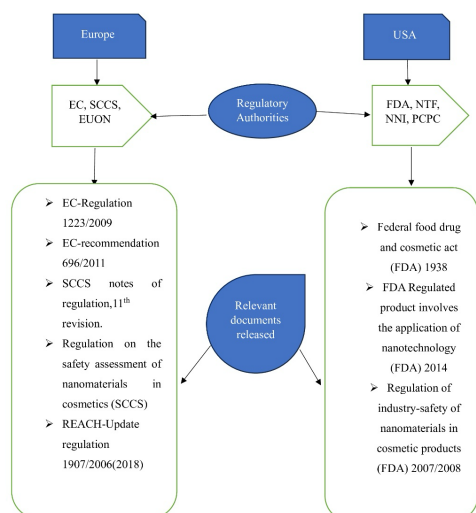 Europe
USA
EC, SCCS,
EUON
Regulatory
Authorities
FDA, NTF,
NNI, PCPC
➢ EC-Regulation
1223/2009
➢ EC-recommendation
696/2011
➢ SCCS notes of
regulation,11th
revision.
➢ Regulation on the
safety assessment of
nanomaterials in
cosmetics (SCCS)
➢ REACH-Update
regulation
1907/2006(2018)
Relevant
documents
released
➢ Federal food drug
and cosmetic act
(FDA) 1938
➢ FDA Regulated
product involves
the application of
nanotechnology
(FDA) 2014
➢ Regulation of
industry-safety of
nanomaterials in
cosmetic products
(FDA) 2007/2008